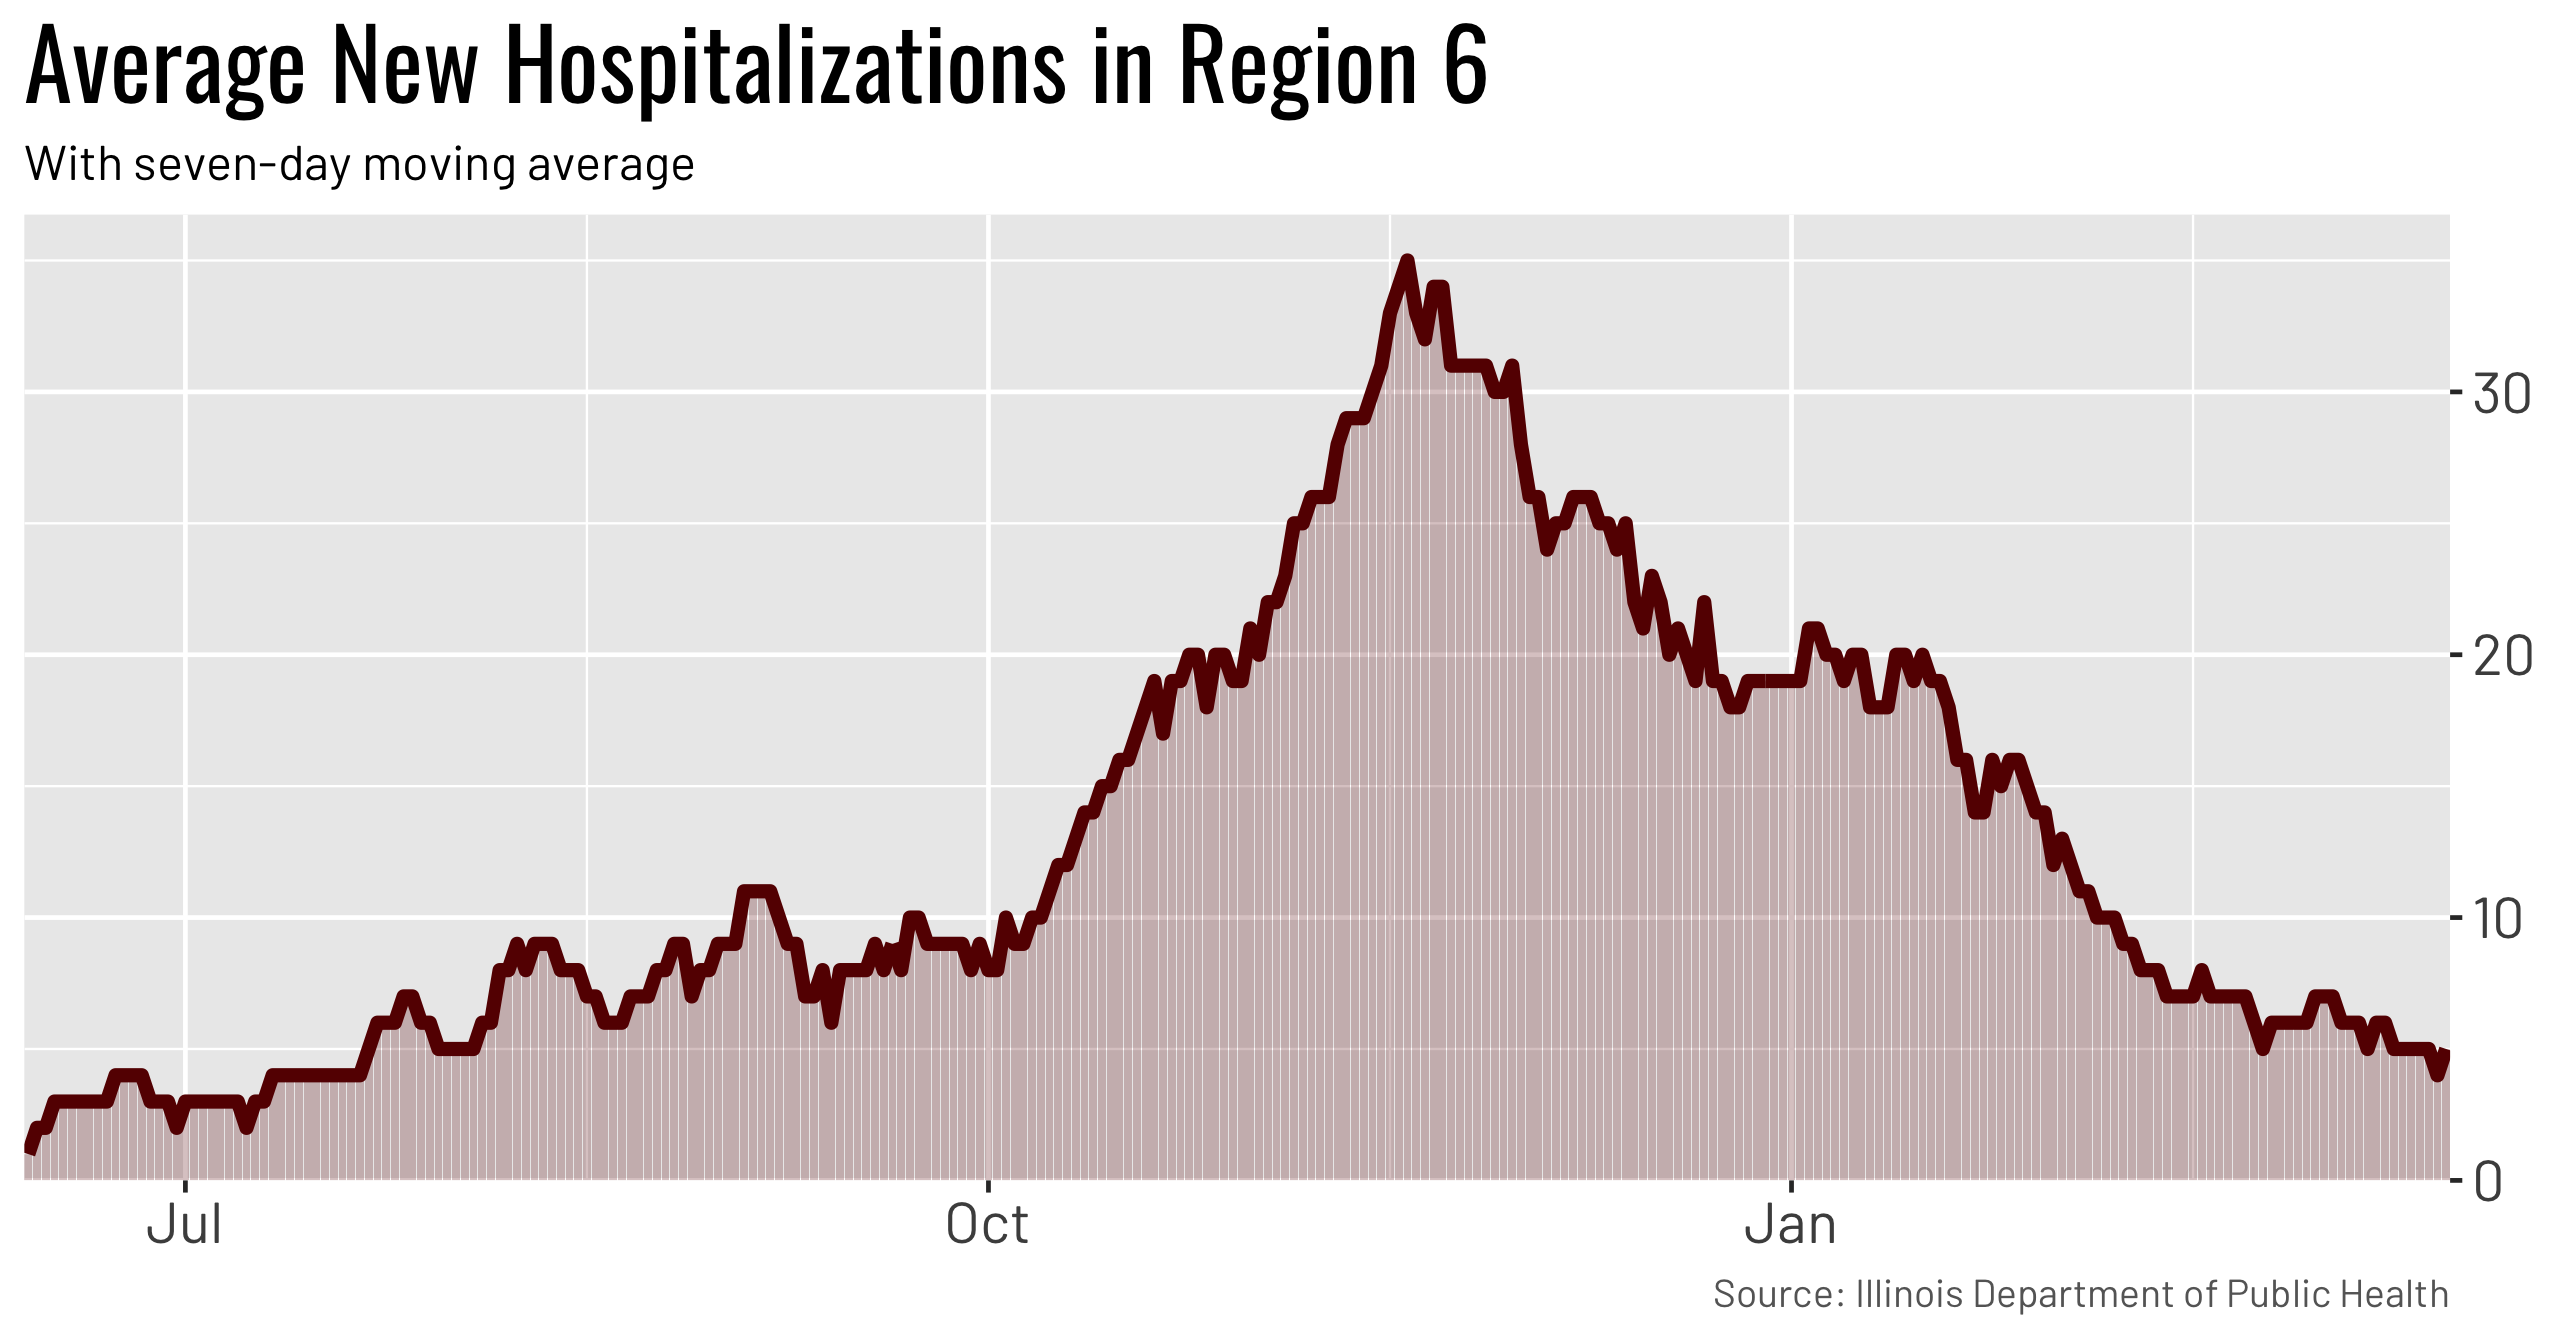 Average New Hospitalizations in Region 6
With seven-day moving average
30
20
10
0
Jul Oct Jan
Source: Illinois Department of Public Health